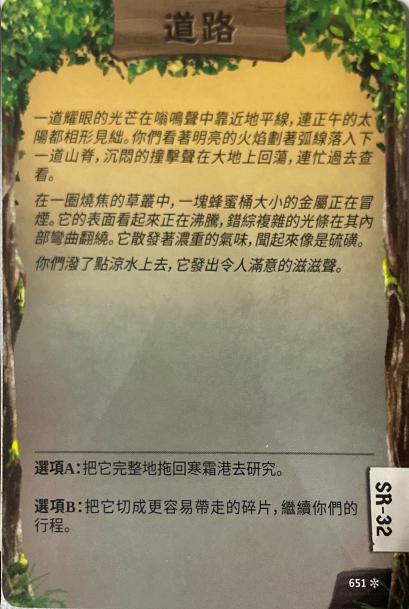 道路
一道耀眼的光芒在嗡鳴聲中靠近地平線，連正午的太
陽都相形見絀。你們看著明亮的火焰劃著弧線落入下
一道山脊，沉悶的撞擊聲在大地上回蕩，連忙過去查
看。
在一圈燒焦的草叢中，一塊蜂蜜桶大小的金屬正在冒
煙。它的表面看起來正在沸騰，錯綜複雜的光條在其內
部彎曲翻繞。它散發著濃重的氣味，聞起來像是硫磺。
你們潑了點涼水上去，它發出令人滿意的滋滋聲。
選項A：把它完整地拖回寒霜港去研究。
選項B：把它切成更容易帶走的碎片，繼續你們的
行程。
SR-32
651